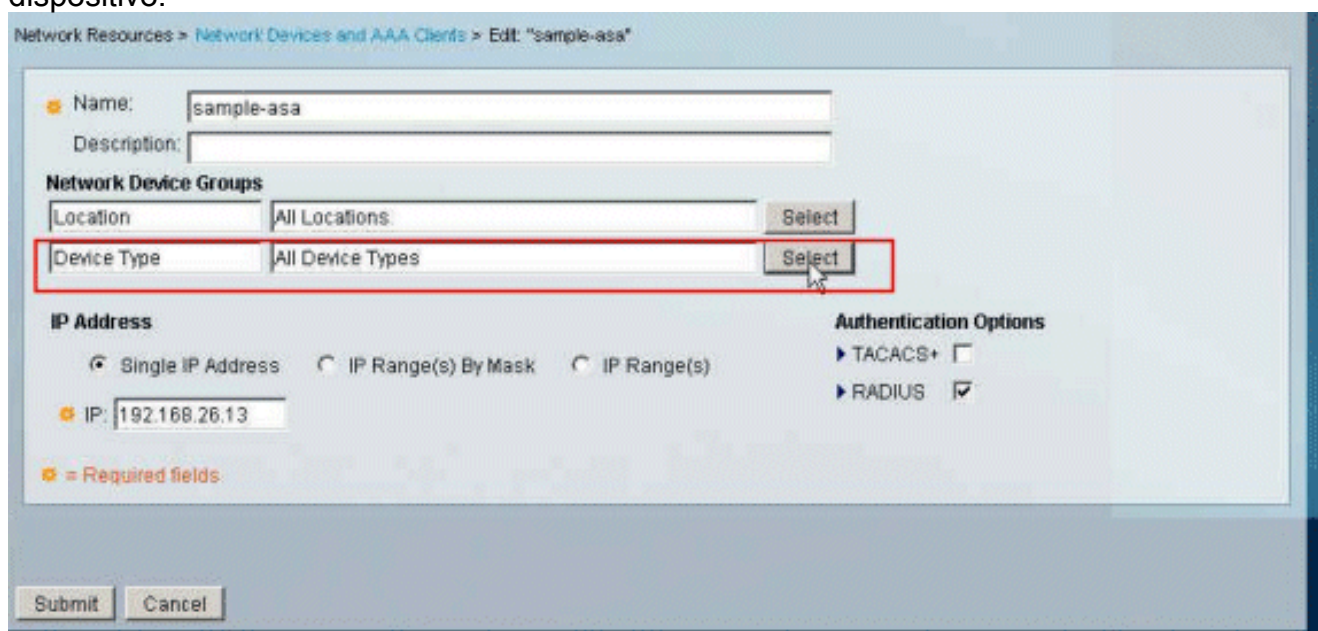 dispositivo.
Network Resources > Network Devices and AAA Clients > Edit: "sample-asa"
Name: sample-asa
Description:
Network Device Groups
Location All Locations Select
Device Type All Device Types Select
IP Address Authentication Options
Single IP Address IP Range(s) By Mask IP Range(s) TACACS+
RADIUS
IP: 192.168.26.13
= Required fields
Submit Cancel